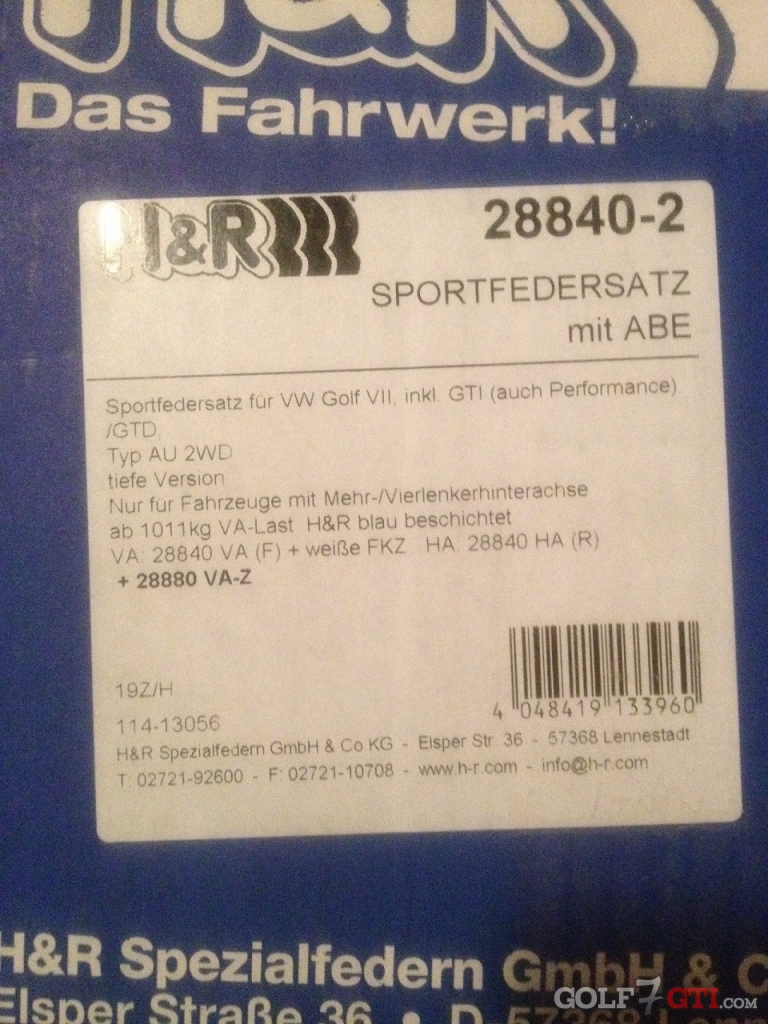 H&R
Das Fahrwerk!
H&R
28840-2
SPORTFEDERSATZ
mit ABE
Sportfedersatz für VW Golf VII, inkl. GTI (auch Performance)
/GTD,
Typ AU 2WD
tiefe Version
Nur für Fahrzeuge mit Mehr-/Vierlenkerhinterachse
ab 1011kg VA-Last H&R blau beschichtet
VA: 28840 VA (F) + weiße FKZ HA: 28840 HA (R)
+ 28880 VA-Z
4 048419 133960
19Z/H
114-13056
H&R Spezialfedern GmbH & Co KG - Elsper Str. 36 - 57368 Lennestadt
T: 02721-92600 - F: 02721-10708 - www.h-r.com - info@h-r.com
H&R Spezialfedern GmbH & C
Elsper Straße 36 • D
GOLF7GTI.COM